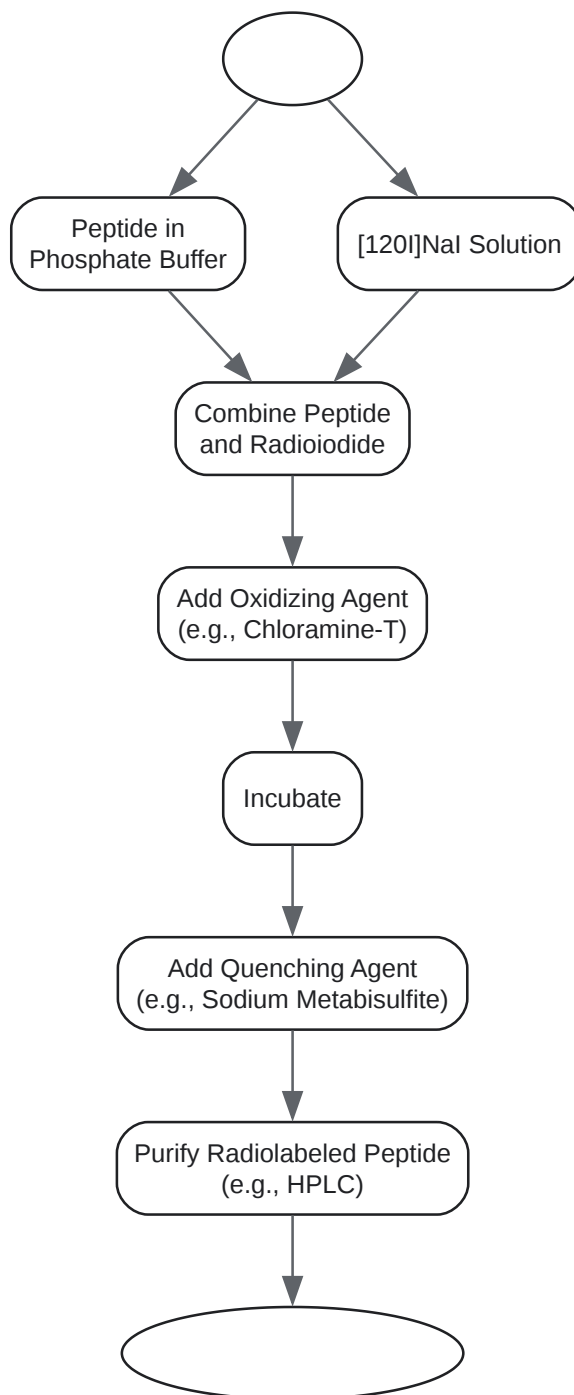 Peptide in
Phosphate Buffer
[120I]NaI Solution
Combine Peptide
and Radioiodide
Add Oxidizing Agent
(e.g., Chloramine-T)
Incubate
Add Quenching Agent
(e.g., Sodium Metabisulfite)
Purify Radiolabeled Peptide
(e.g., HPLC)